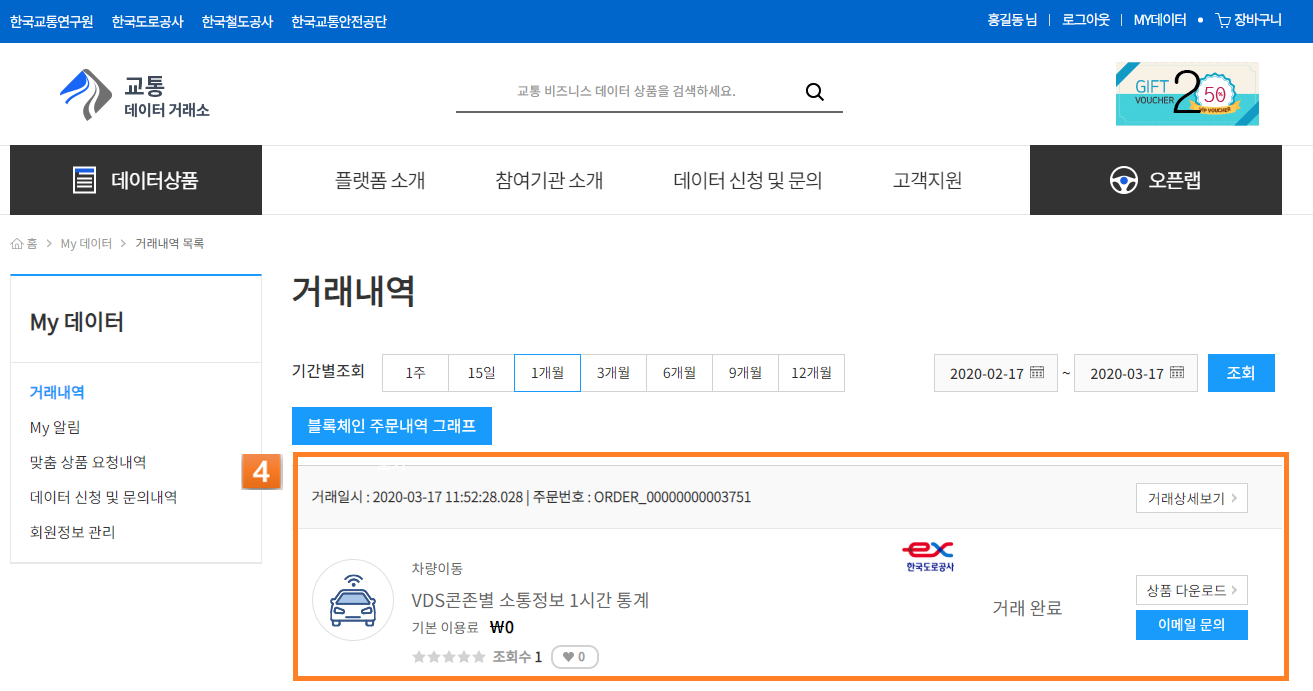 한국교통연구원 한국도로공사 한국철도공사 한국교통안전공단 홍길동 님 로그아웃 MY데이터 장바구니
교통
데이터 거래소
교통 비즈니스 데이터 상품을 검색하세요.
GIFT
VOUCHER
2
50%
VIP VOUCHER
데이터상품 플랫폼 소개 참여기관 소개 데이터 신청 및 문의 고객지원 오픈랩
홈 > My 데이터 > 거래내역 목록
My 데이터
거래내역
My 알림
맞춤 상품 요청내역
데이터 신청 및 문의내역
회원정보 관리
거래내역
기간별조회 1주 15일 1개월 3개월 6개월 9개월 12개월 2020-02-17 ~ 2020-03-17 조회
블록체인 주문내역 그래프
4
거래일시 : 2020-03-17 11:52:28.028 | 주문번호 : ORDER_00000000003751 거래상세보기 >
차량이동
VDS콘존별 소통정보 1시간 통계
기본 이용료 ₩0
조회수 1 0
ex
한국도로공사
거래 완료
상품 다운로드 >
이메일 문의